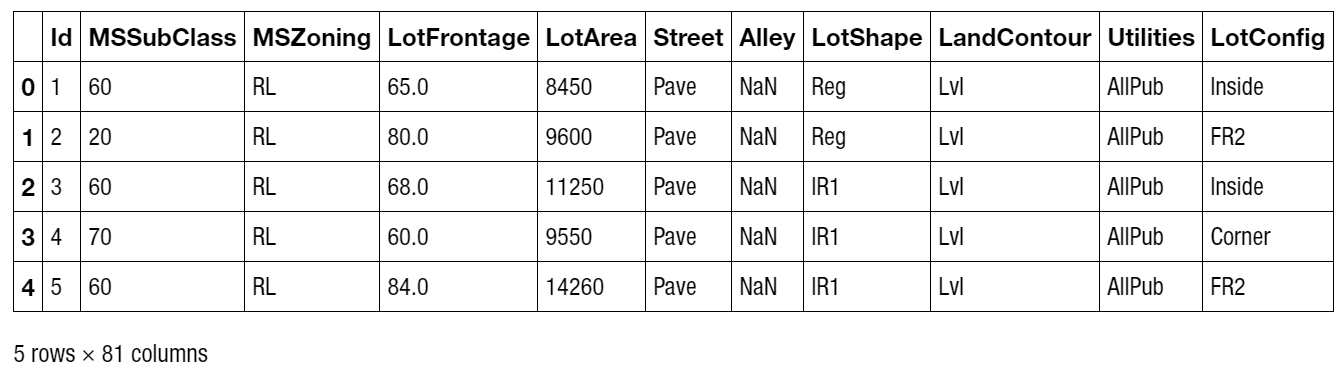 Id MSSubClass MSZoning LotFrontage LotArea Street Alley LotShape LandContour Utilities LotConfig
0 1 60 RL 65.0 8450 Pave NaN Reg Lvl AllPub Inside
1 2 20 RL 80.0 9600 Pave NaN Reg Lvl AllPub FR2
2 3 60 RL 68.0 11250 Pave NaN IR1 Lvl AllPub Inside
3 4 70 RL 60.0 9550 Pave NaN IR1 Lvl AllPub Corner
4 5 60 RL 84.0 14260 Pave NaN IR1 Lvl AllPub FR2
5 rows × 81 columns